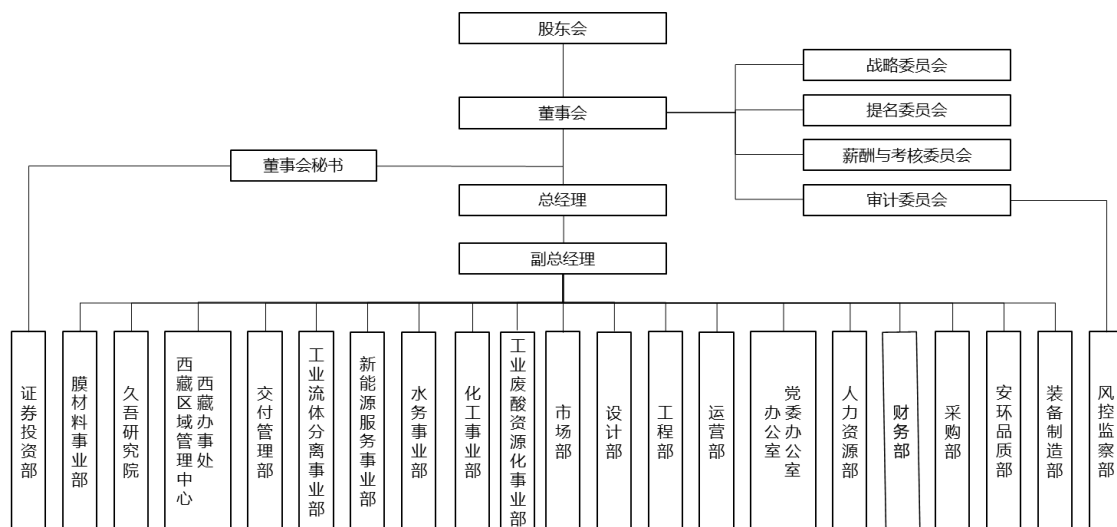 股东会
战略委员会
董事会
提名委员会
董事会秘书
薪酬与考核委员会
总经理
审计委员会
副总经理
证券投资部
膜材料事业部
久吾研究院
西藏办事处
西藏区域管理中心
交付管理部
工业流体分离事业部
新能源服务事业部
水务事业部
化工事业部
工业废酸资源化事业部
市场部
设计部
工程部
运营部
党委办公室
办公室
人力资源部
财务部
采购部
安环品质部
装备制造部
风控监察部